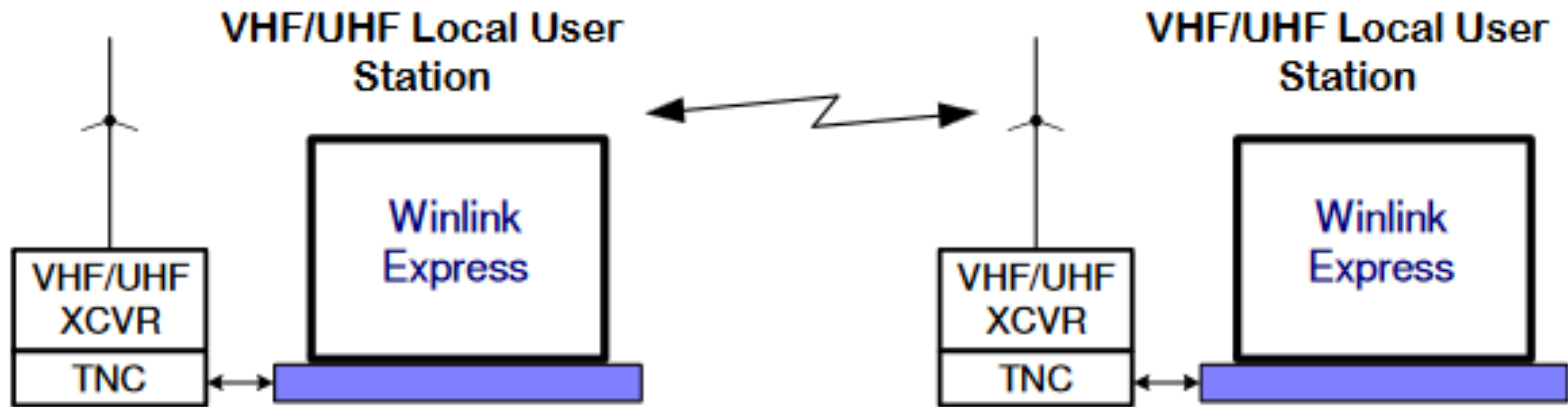 VHF/UHF Local User
Station
Winlink
Express
VHF/UHF
XCVR
TNC
VHF/UHF Local User
Station
Winlink
Express
VHF/UHF
XCVR
TNC